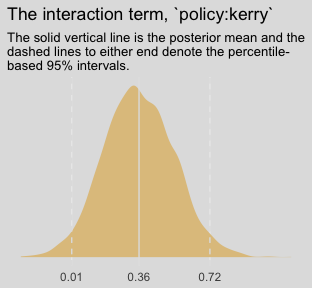 The interaction term, `policy:kerry`
The solid vertical line is the posterior mean and the
dashed lines to either end denote the percentile-
based 95% intervals.
0.01 0.36 0.72